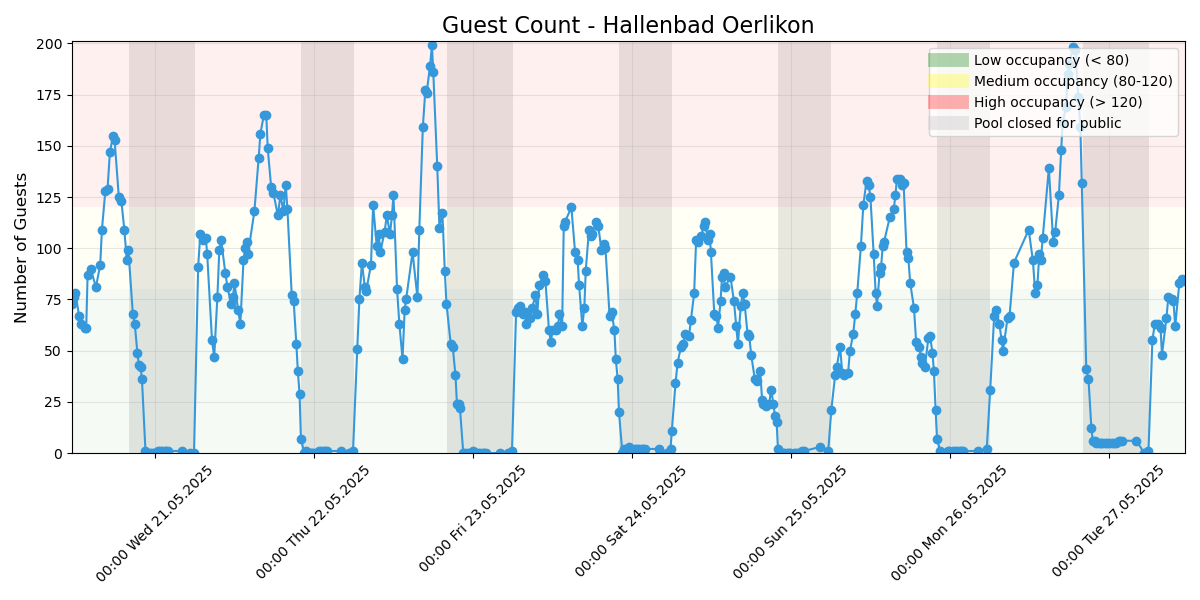 Guest Count - Hallenbad Oerlikon
Number of Guests
200
175
150
125
100
75
50
25
0
Low occupancy (< 80)
Medium occupancy (80-120)
High occupancy (> 120)
Pool closed for public
00:00 Wed 21.05.2025
00:00 Thu 22.05.2025
00:00 Fri 23.05.2025
00:00 Sat 24.05.2025
00:00 Sun 25.05.2025
00:00 Mon 26.05.2025
00:00 Tue 27.05.2025